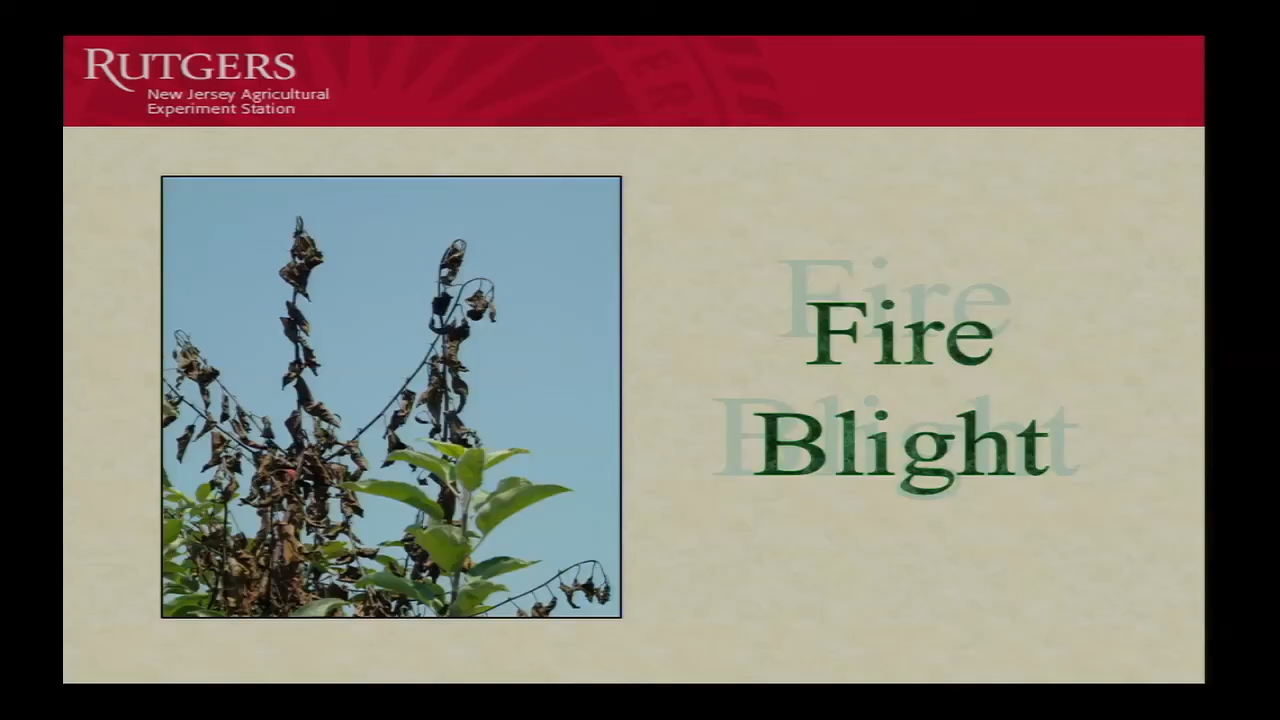 RUTGERS
New Jersey Agricultural
Experiment Station
Fire
Blight